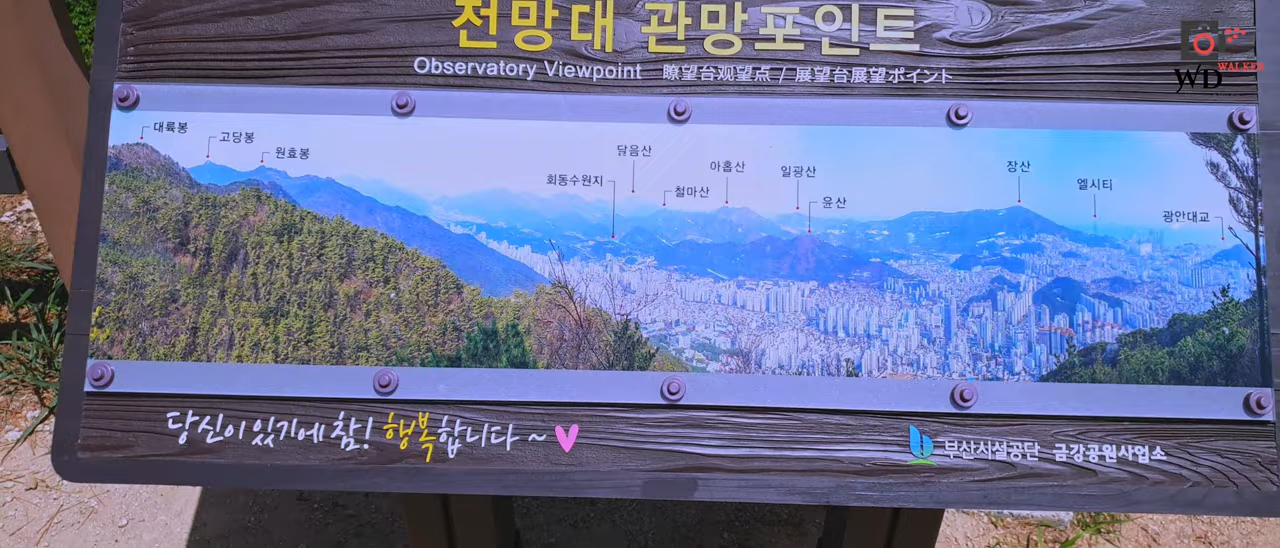 전망대 관망포인트
Observatory Viewpoint 瞭望台观望点 / 展望台展望ポイント
WD WALKER
대륙봉
고당봉
원효봉
회동수원지
달음산
철마산
아홉산
일광산
윤산
장산
엘시티
광안대교
당신이 있기에 참! 행복합니다 ~
부산시설공단 금강공원사업소